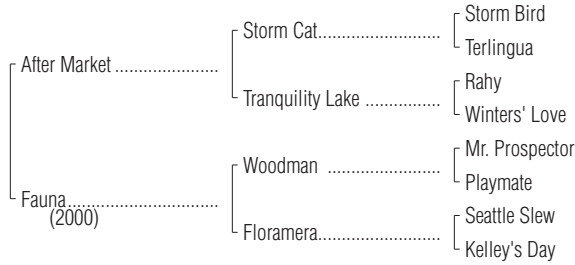 Storm Bird
Storm Cat..............................
Terlingua
After Market .........................
Rahy
Tranquility Lake ..................
Winters' Love
Mr. Prospector
Woodman ...........................
Playmate
Fauna....................................
(2000)
Seattle Slew
Floramera.............................
Kelley's Day